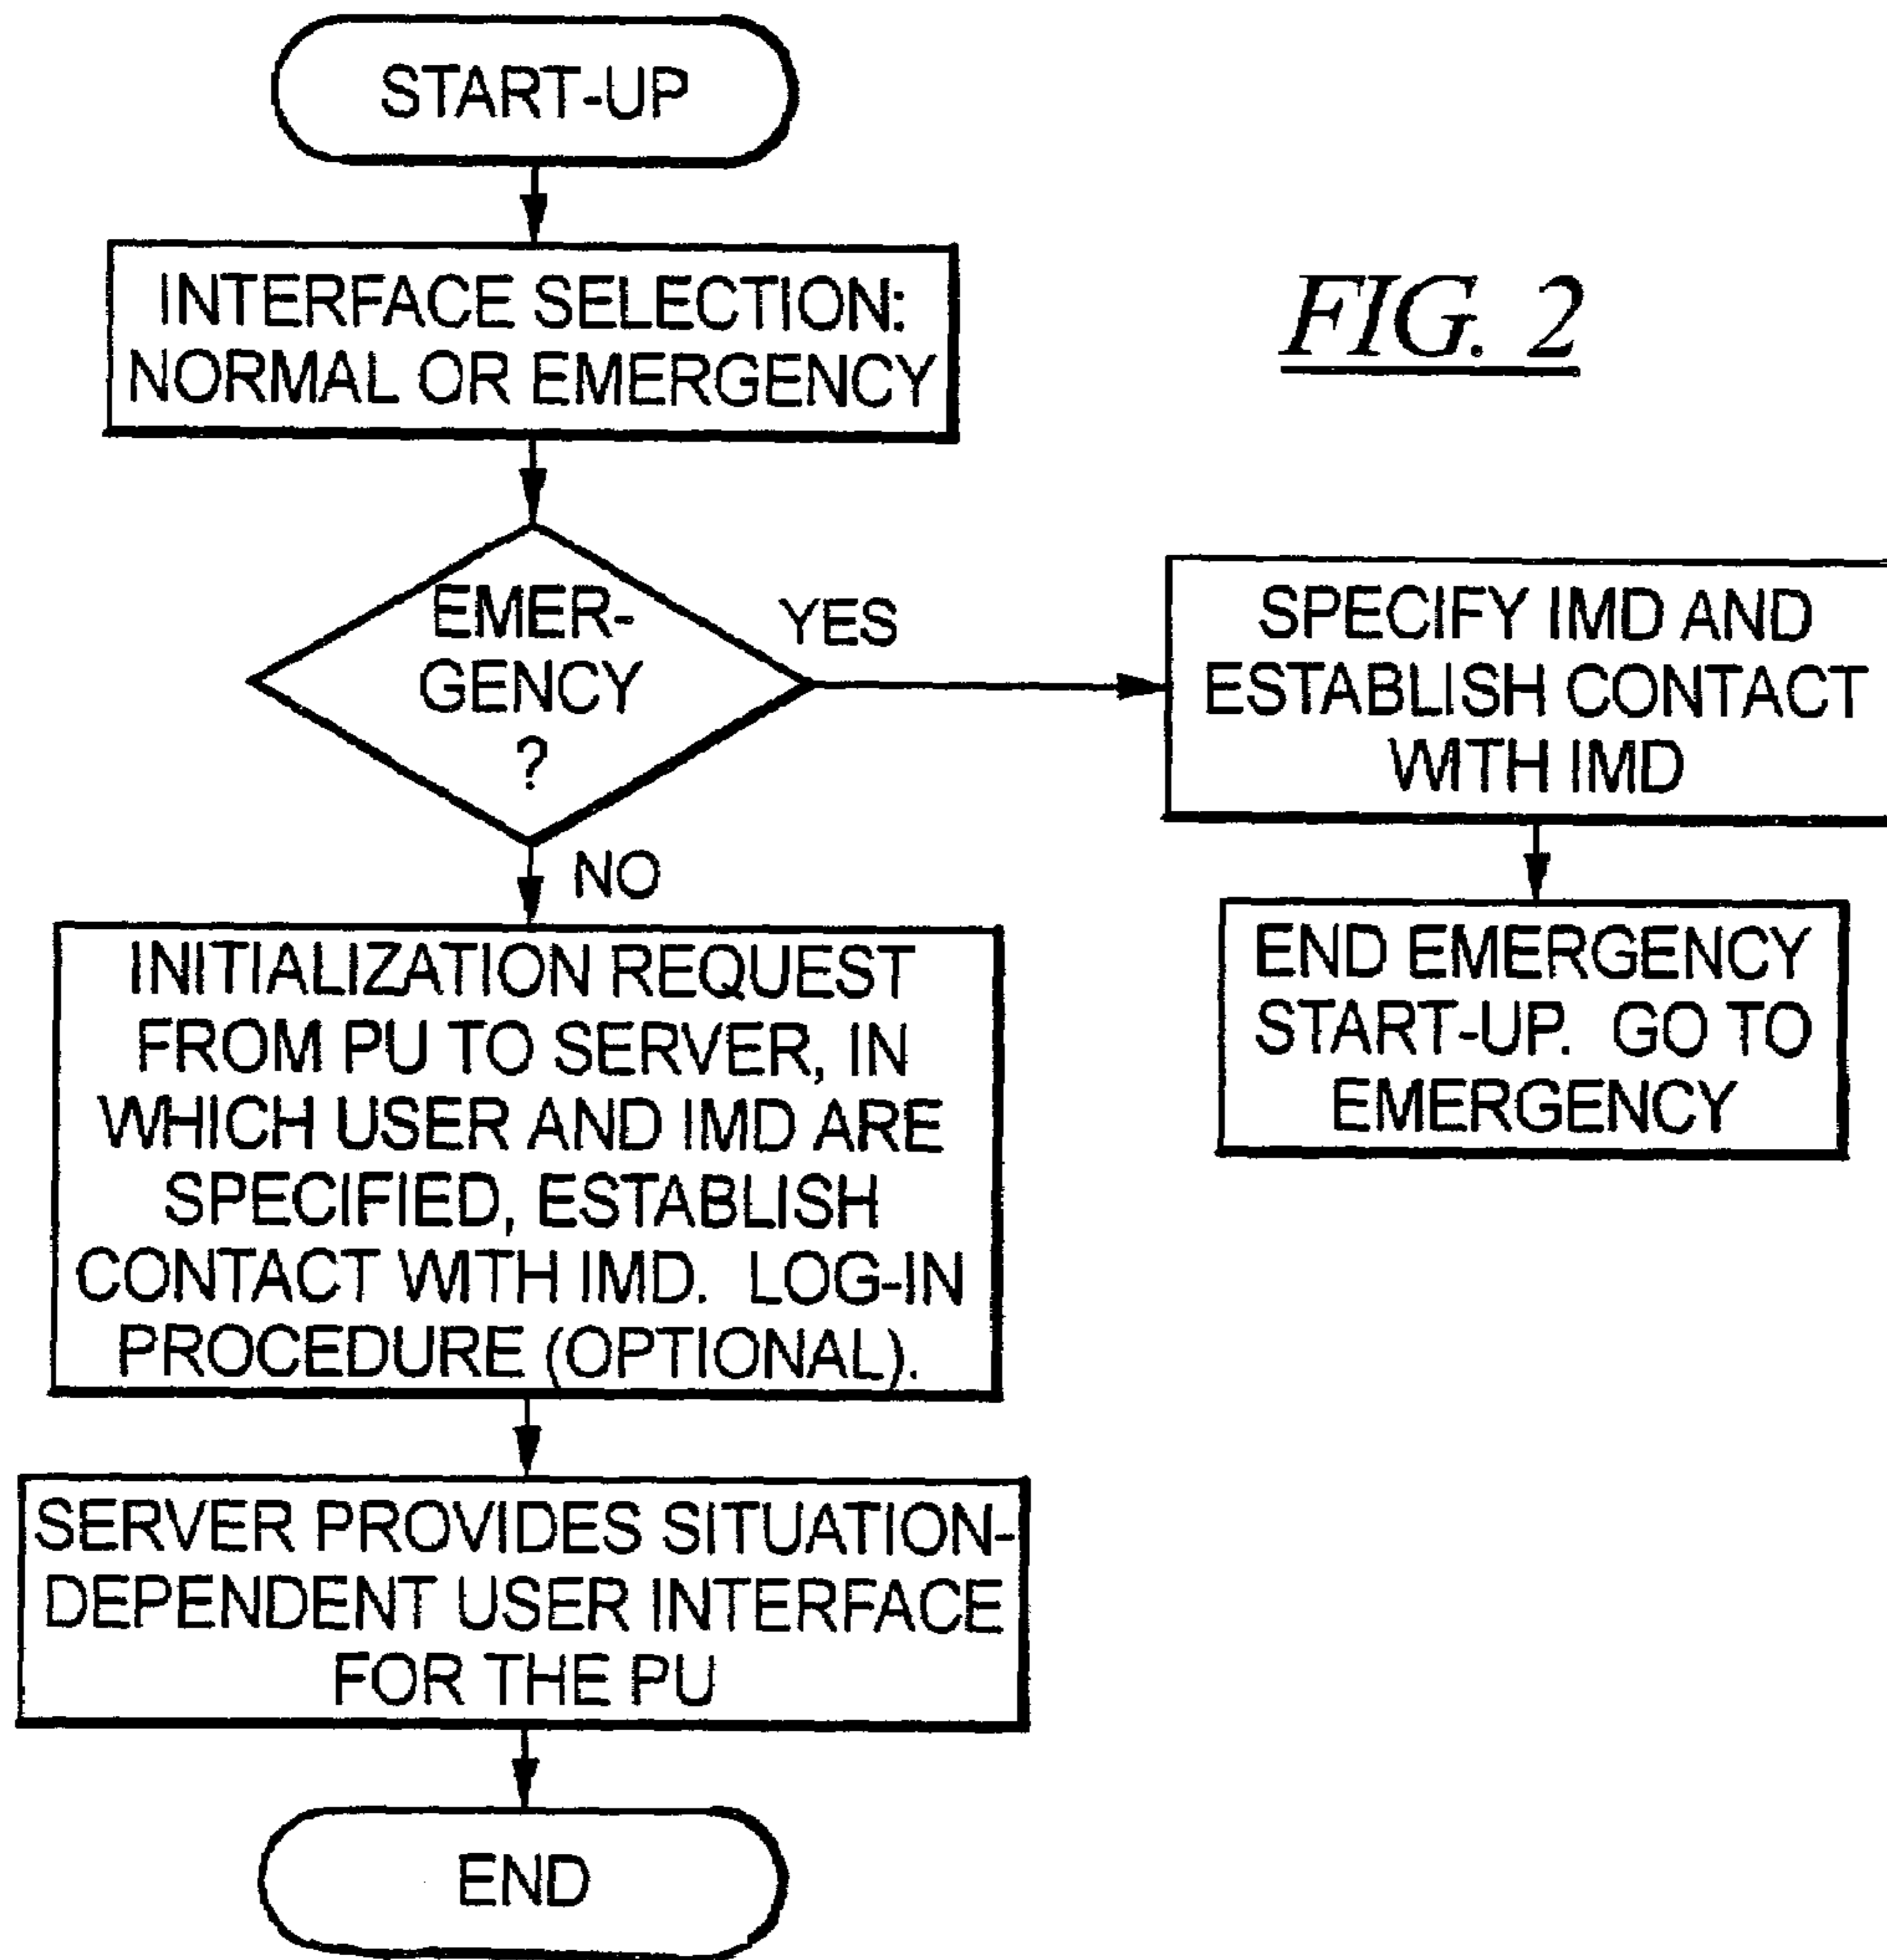 START-UP
INTERFACE SELECTION:
NORMAL OR EMERGENCY
FIG. 2
EMER-
GENCY
?
YES
SPECIFY IMD AND
ESTABLISH CONTACT
WITH IMD
END EMERGENCY
START-UP. GO TO
EMERGENCY
NO
INITIALIZATION REQUEST
FROM PU TO SERVER, IN
WHICH USER AND IMD ARE
SPECIFIED, ESTABLISH
CONTACT WITH IMD. LOG-IN
PROCEDURE (OPTIONAL).
SERVER PROVIDES SITUATION-
DEPENDENT USER INTERFACE
FOR THE PU
END